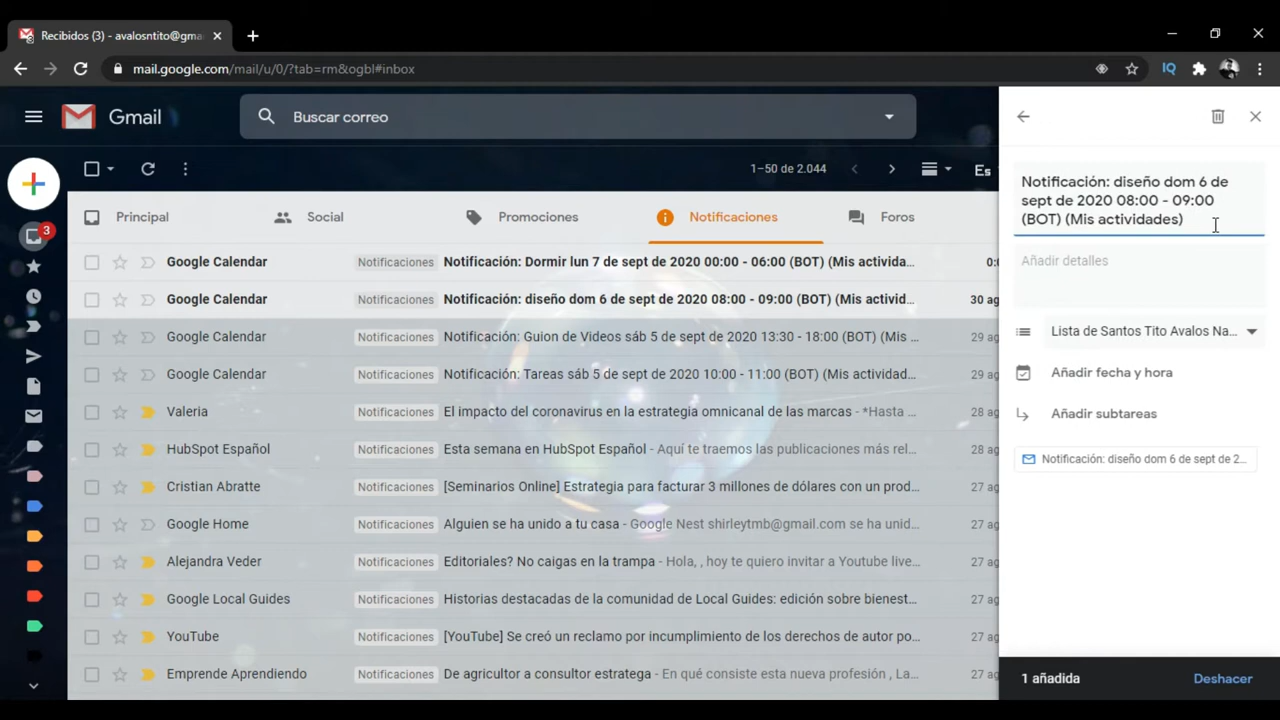 Recibidos (3) - avalosntito@gma
mail.google.com/mail/u/0/?tab=rm&ogbl#inbox
IQ
Gmail
Buscar correo
1–50 de 2.044
Es
3
Principal
Social
Promociones
Notificaciones
Foros
Google Calendar Notificaciones Notificación: Dormir lun 7 de sept de 2020 00:00 - 06:00 (BOT) (Mis activida... 0:0
Google Calendar Notificaciones Notificación: diseño dom 6 de sept de 2020 08:00 - 09:00 (BOT) (Mis activid... 30 ag
Google Calendar Notificaciones Notificación: Guion de Videos sáb 5 de sept de 2020 13:30 - 18:00 (BOT) (Mis ... 29 ag
Google Calendar Notificaciones Notificación: Tareas sáb 5 de sept de 2020 10:00 - 11:00 (BOT) (Mis actividad... 29 ag
Valeria Notificaciones El impacto del coronavirus en la estrategia omnicanal de las marcas - *Hasta ... 28 ag
HubSpot Español Notificaciones Esta semana en HubSpot Español - Aquí te traemos las publicaciones más rel... 28 ag
Cristian Abratte Notificaciones [Seminarios Online] Estrategia para facturar 3 millones de dólares con un prod... 27 ag
Google Home Notificaciones Alguien se ha unido a tu casa - Google Nest shirleytmb@gmail.com se ha unid... 27 ag
Alejandra Veder Notificaciones Editoriales? No caigas en la trampa - Hola, , hoy te quiero invitar a Youtube live... 27 ag
Google Local Guides Notificaciones Historias destacadas de la comunidad de Local Guides: edición sobre bienest... 27 ag
YouTube Notificaciones [YouTube] Se creó un reclamo por incumplimiento de los derechos de autor po... 27 ag
Emprende Aprendiendo Notificaciones De agricultor a consultor estratega - En qué consiste esta nueva profesión , La... 27 ag
Notificación: diseño dom 6 de
sept de 2020 08:00 - 09:00
(BOT) (Mis actividades)
Añadir detalles
Lista de Santos Tito Avalos Na...
Añadir fecha y hora
Añadir subtareas
Notificación: diseño dom 6 de sept de 2...
1 añadida
Deshacer